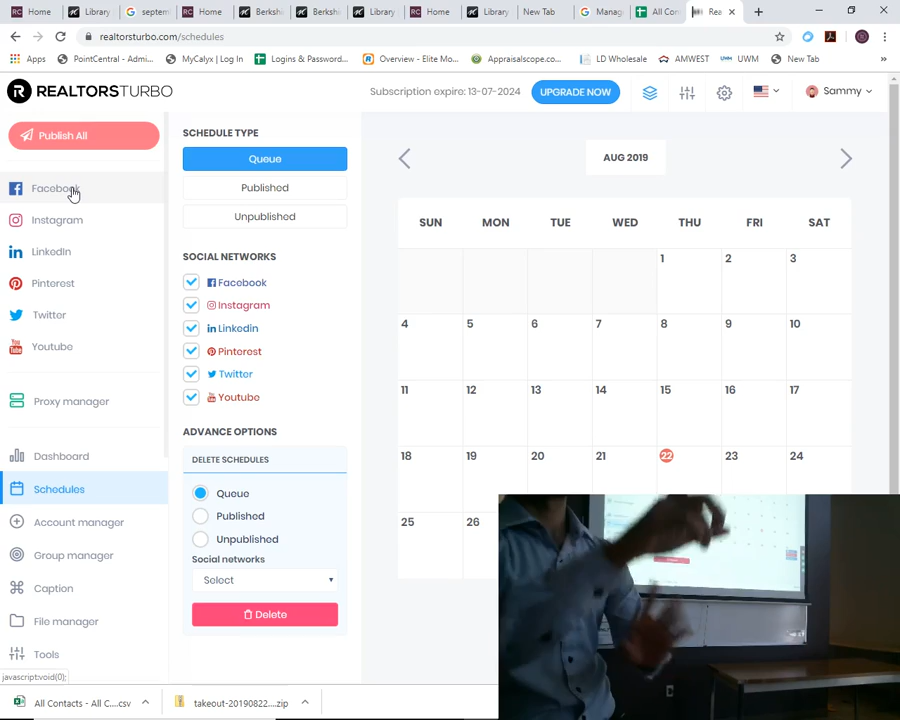 Home
Library
septem
Home
Berksh
Berkshi
Library
Home
Library
New Tab
Manag
All Con
Rea
realtorsturbo.com/schedules
Apps
PointCentral - Admi...
MyCalyx | Log In
Logins & Password...
Overview - Elite Mo...
Appraisalscope.co...
LD Wholesale
AMWEST
UWM
New Tab
REALTORSTURBO
Subscription expire: 13-07-2024
UPGRADE NOW
Sammy
Publish All
Facebook
Instagram
LinkedIn
Pinterest
Twitter
Youtube
Proxy manager
Dashboard
Schedules
Account manager
Group manager
Caption
File manager
Tools
javascript:void(0);
SCHEDULE TYPE
Queue
Published
Unpublished
SOCIAL NETWORKS
Facebook
Instagram
Linkedin
Pinterest
Twitter
Youtube
ADVANCE OPTIONS
DELETE SCHEDULES
Queue
Published
Unpublished
Social networks
Select
Delete
AUG 2019
SUN MON TUE WED THU FRI SAT
1 2 3
4 5 6 7 8 9 10
11 12 13 14 15 16 17
18 19 20 21 22 23 24
25 26
All Contacts - All C....csv
takeout-20190822....zip